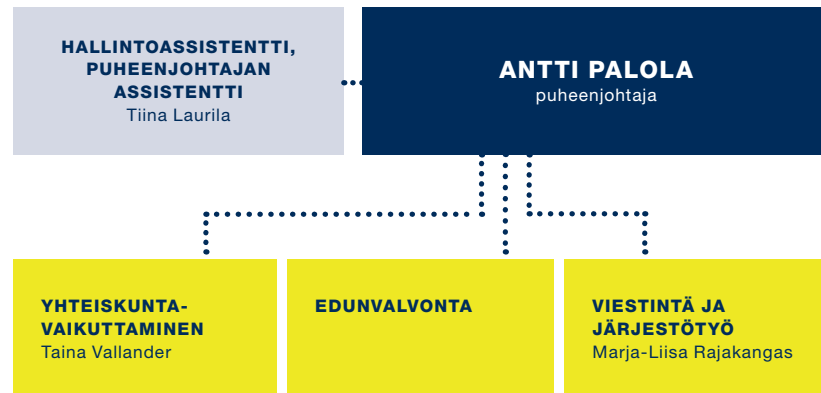 HALLINTOASSISTENTTI,
PUHEENJOHTAJAN
ASSISTENTTI
Tiina Laurila
ANTTI PALOLA
puheenjohtaja
YHTEISKUNTA-
VAIKUTTAMINEN
Taina Vallander
EDUNVALVONTA
VIESTINTÄ JA
JÄRJESTÖTYÖ
Marja-Liisa Rajakangas